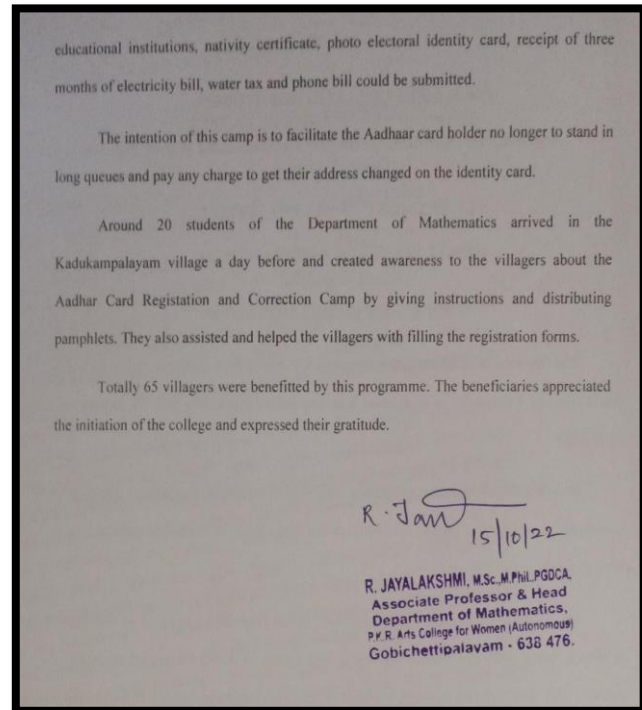 educational institutions, nativity certificate, photo electoral identity card, receipt of three
months of electricity bill, water tax and phone bill could be submitted.
The intention of this camp is to facilitate the Aadhaar card holder no longer to stand in
long queues and pay any charge to get their address changed on the identity card.
Around 20 students of the Department of Mathematics arrived in the
Kadukampalayam village a day before and created awareness to the villagers about the
Aadhar Card Registation and Correction Camp by giving instructions and distributing
pamphlets. They also assisted and helped the villagers with filling the registration forms.
Totally 65 villagers were benefitted by this programme. The beneficiaries appreciated
the initiation of the college and expressed their gratitude.
R.
15/10/22
R. JAYALAKSHMI, M.Sc.,M.Phil.,PGDCA,
Associate Professor & Head
Department of Mathematics,
P.K.R. Arts College for Women (Autonomous)
Gobichettipalayam - 638 476.